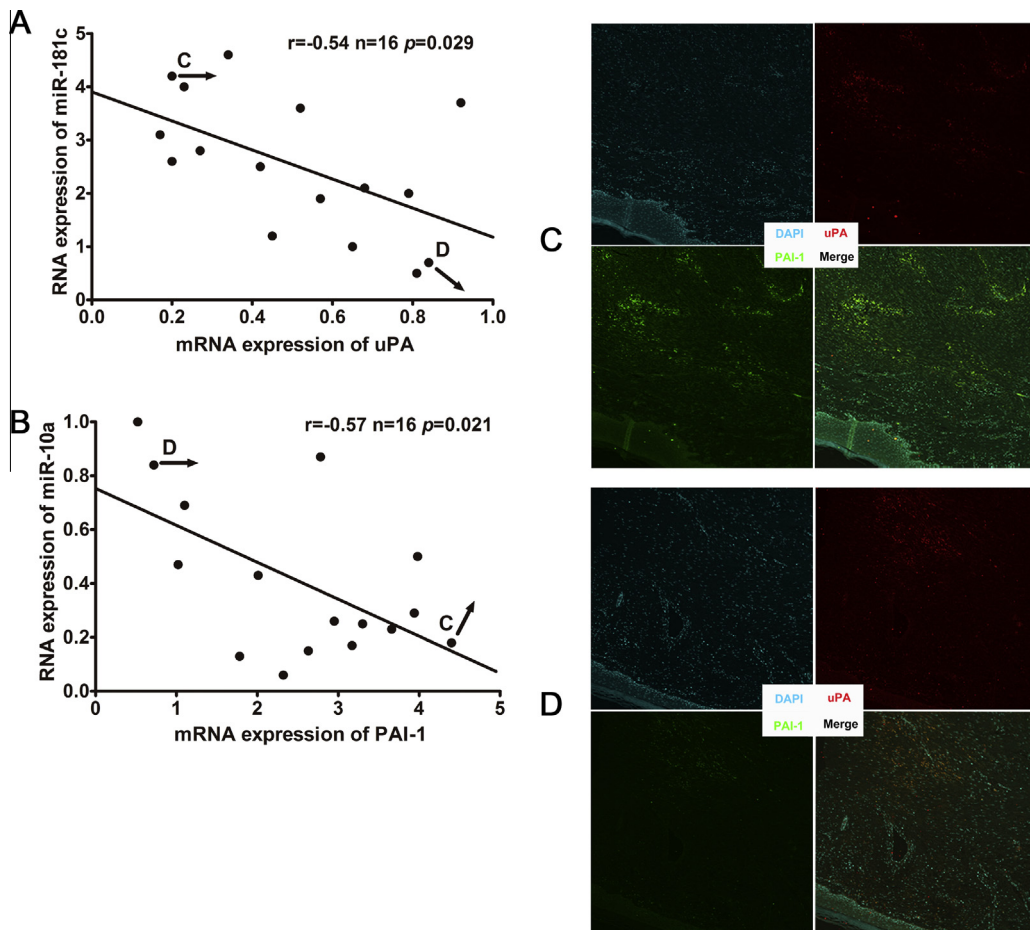 A
r=-0.54 n=16 p=0.029
RNA expression of miR-181c
5
4
3
2
1
0
C
D
0.0 0.2 0.4 0.6 0.8 1.0
mRNA expression of uPA
B
r=-0.57 n=16 p=0.021
RNA expression of miR-10a
1.0
0.8
0.6
0.4
0.2
0.0
D
C
0 1 2 3 4 5
mRNA expression of PAI-1
C
DAPI uPA
PAI-1 Merge
D
DAPI uPA
PAI-1 Merge